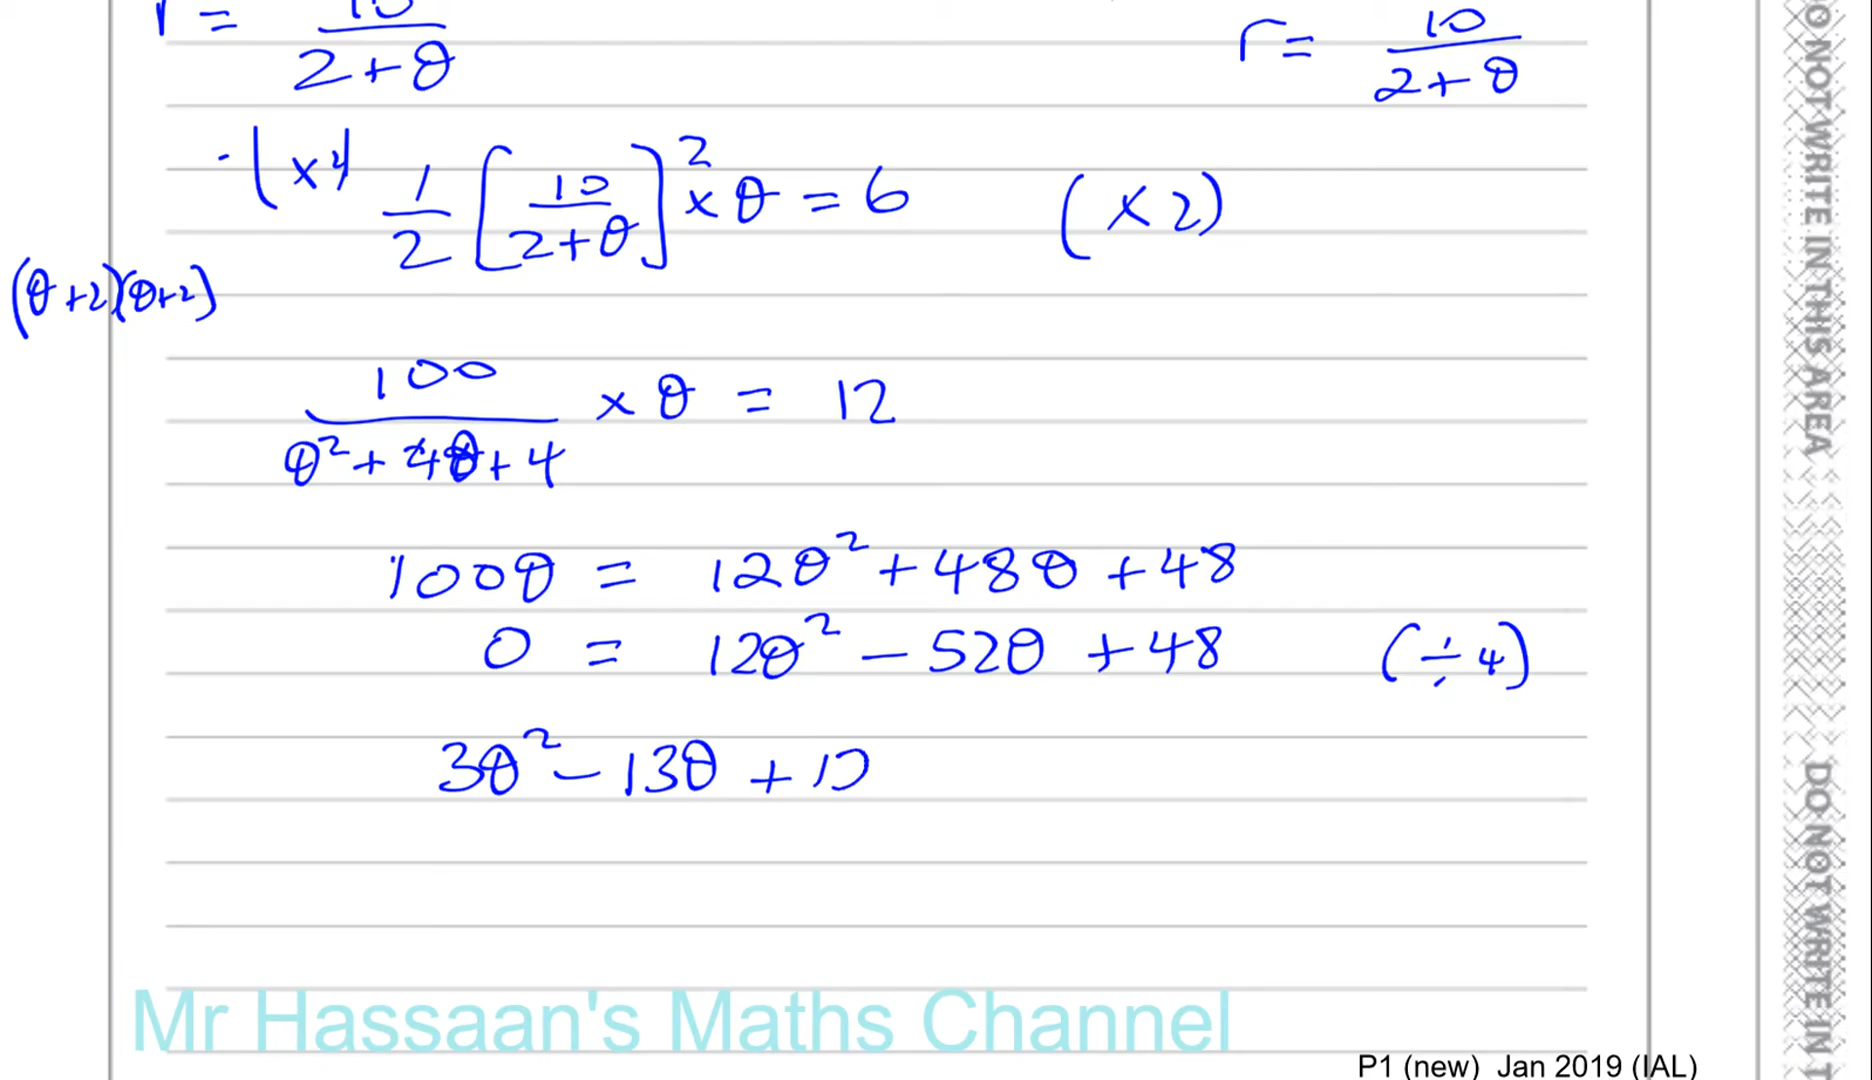 r = 10/(2+θ)
r = 10/(2+θ)
(×2) 1/2 [10/(2+θ)]² × θ = 6 (×2)
(θ+2)(θ+2)
100/(θ²+4θ+4) × θ = 12
100θ = 12θ² + 48θ + 48
0 = 12θ² − 52θ + 48 (÷4)
3θ² − 13θ + 1
Mr Hassaan's Maths Channel
P1 (new) Jan 2019 (IAL)
DO NOT WRITE IN THIS AREA
DO NOT WRITE IN T